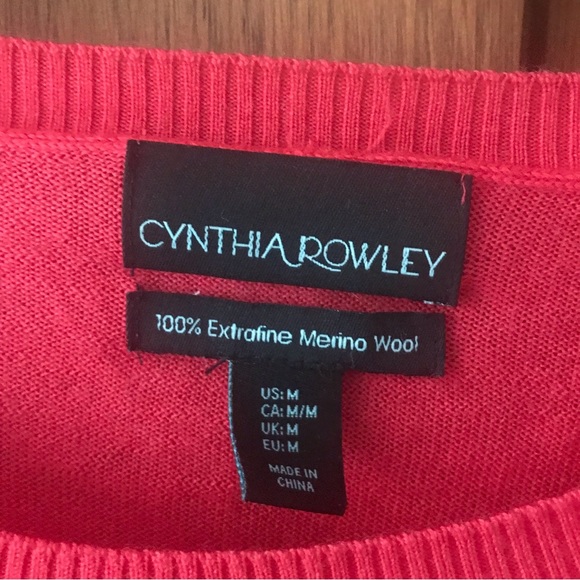 CYNTHIA ROWLEY
100% Extrafine Merino Wool
US: M
CA: M/M
UK: M
EU: M
MADE IN
CHINA